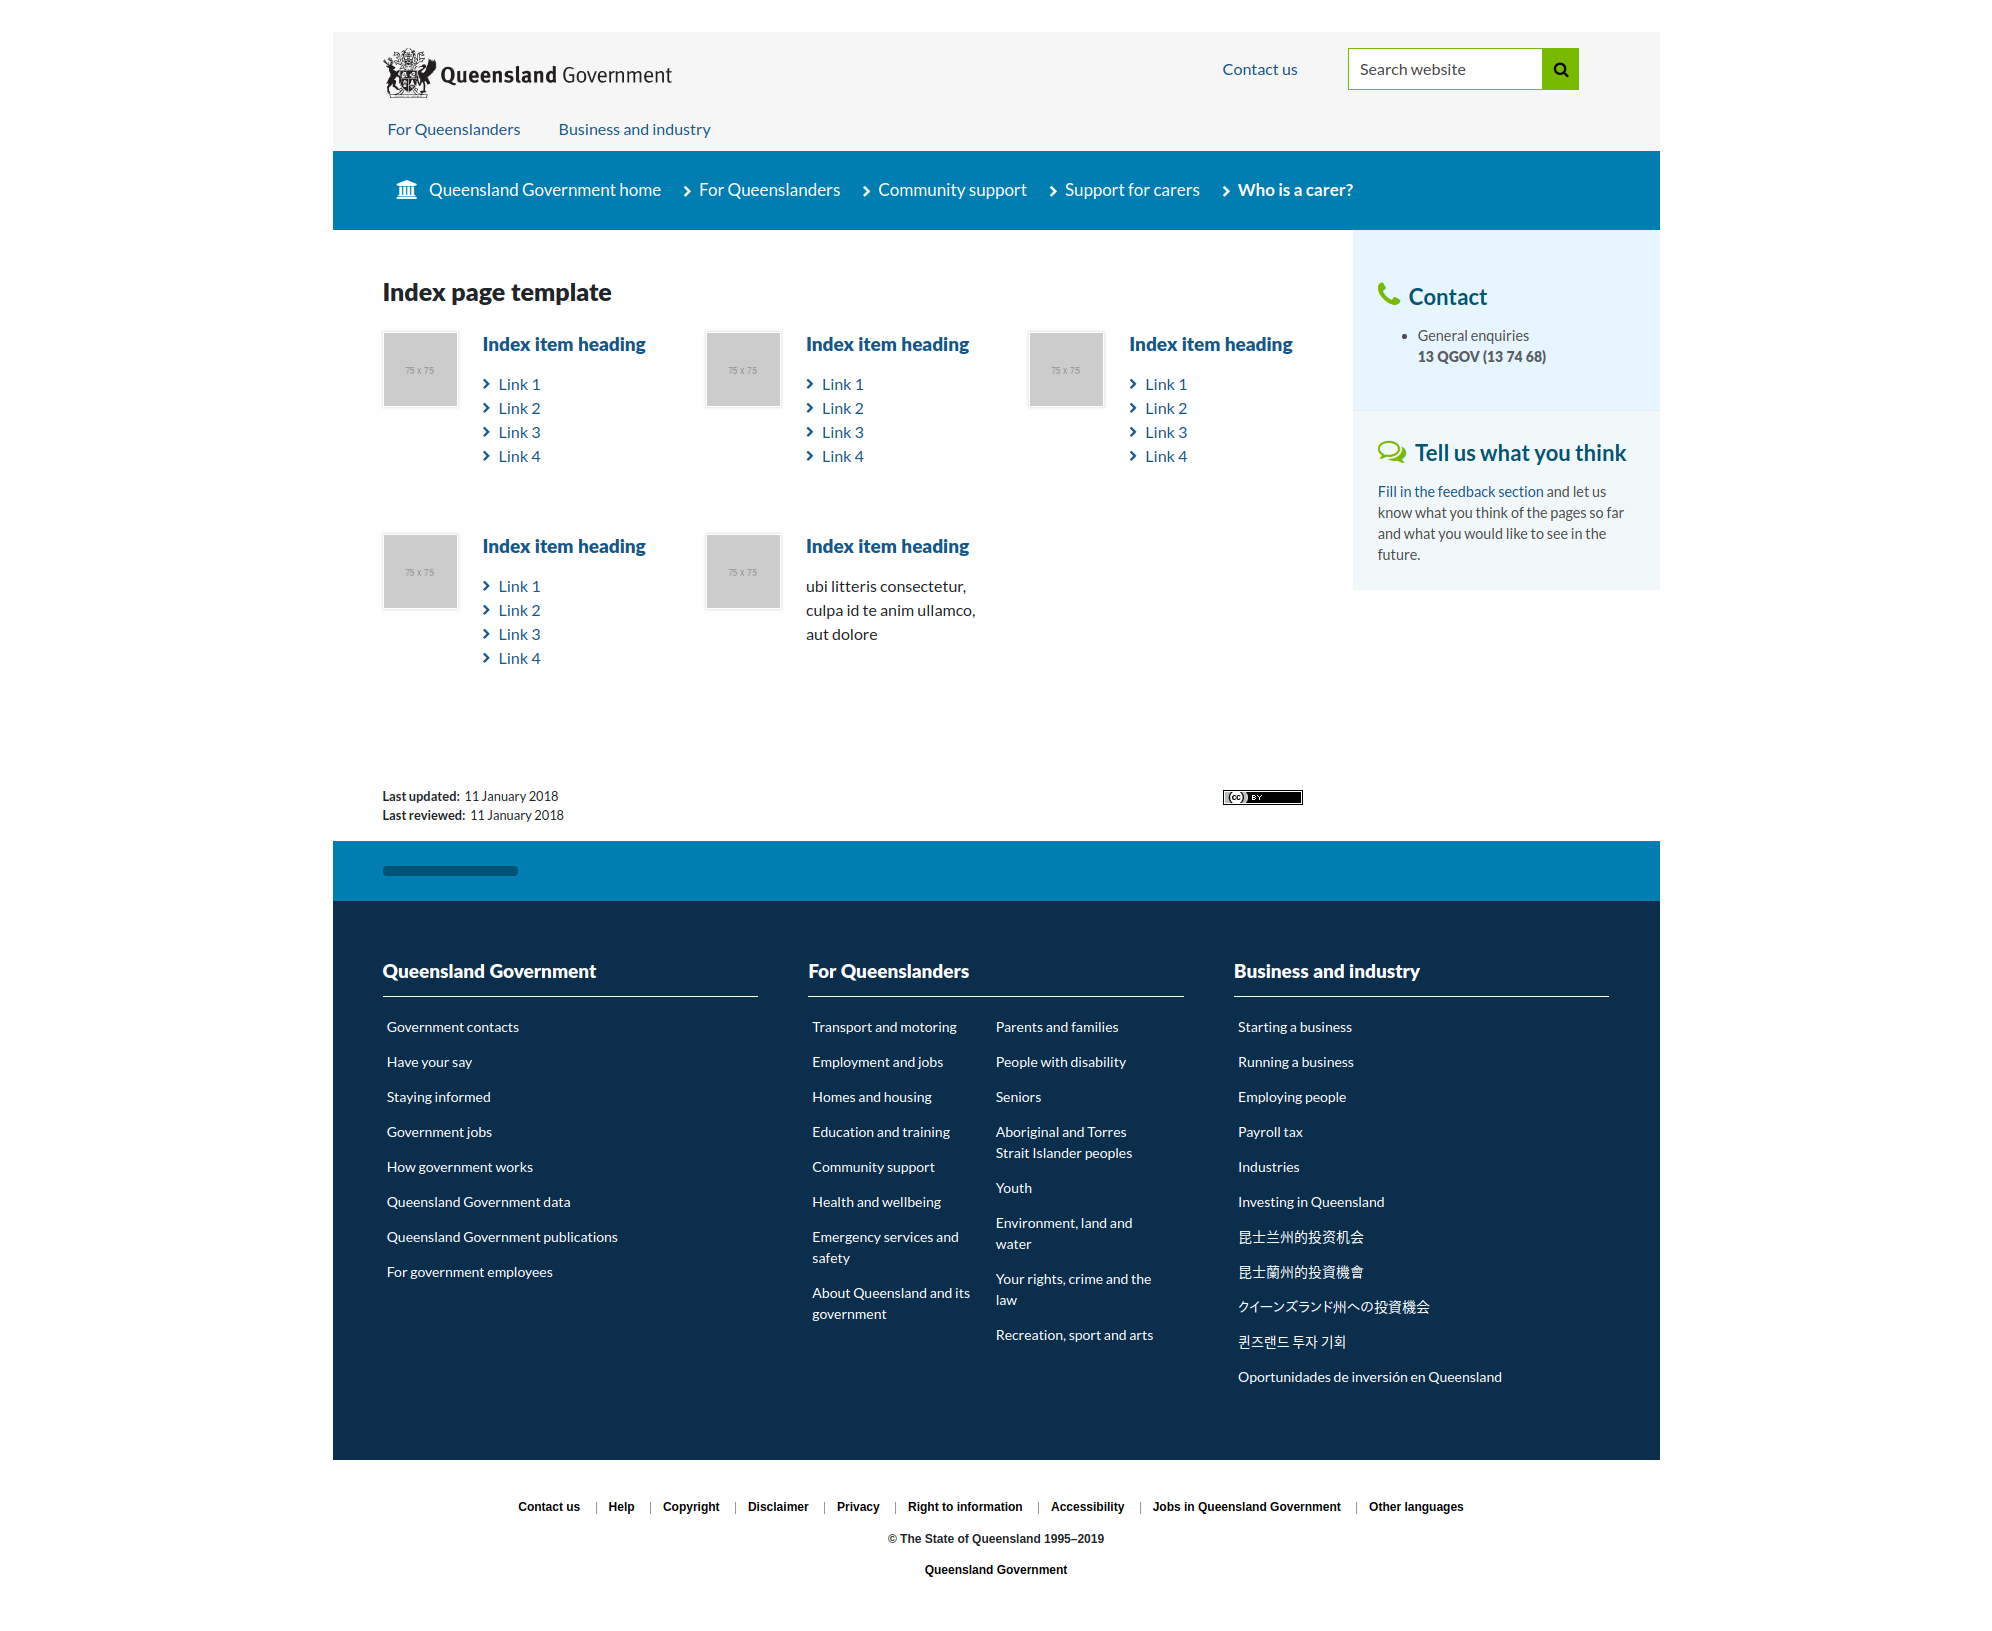 Queensland Government
Contact us
Search website
For Queenslanders
Business and industry
Queensland Government home
For Queenslanders
Community support
Support for carers
Who is a carer?
Index page template
75 x 75
Index item heading
Link 1
Link 2
Link 3
Link 4
75 x 75
Index item heading
Link 1
Link 2
Link 3
Link 4
75 x 75
Index item heading
Link 1
Link 2
Link 3
Link 4
75 x 75
Index item heading
Link 1
Link 2
Link 3
Link 4
75 x 75
Index item heading
ubi litteris consectetur,
culpa id te anim ullamco,
aut dolore
Contact
General enquiries
13 QGOV (13 74 68)
Tell us what you think
Fill in the feedback section and let us
know what you think of the pages so far
and what you would like to see in the
future.
Last updated: 11 January 2018
Last reviewed: 11 January 2018
cc BY
Queensland Government
Government contacts
Have your say
Staying informed
Government jobs
How government works
Queensland Government data
Queensland Government publications
For government employees
For Queenslanders
Transport and motoring
Employment and jobs
Homes and housing
Education and training
Community support
Health and wellbeing
Emergency services and
safety
About Queensland and its
government
Parents and families
People with disability
Seniors
Aboriginal and Torres
Strait Islander peoples
Youth
Environment, land and
water
Your rights, crime and the
law
Recreation, sport and arts
Business and industry
Starting a business
Running a business
Employing people
Payroll tax
Industries
Investing in Queensland
昆士兰州的投资机会
昆士蘭州的投資機會
クイーンズランド州への投資機会
퀸즈랜드 투자 기회
Oportunidades de inversión en Queensland
Contact us
Help
Copyright
Disclaimer
Privacy
Right to information
Accessibility
Jobs in Queensland Government
Other languages
© The State of Queensland 1995–2019
Queensland Government